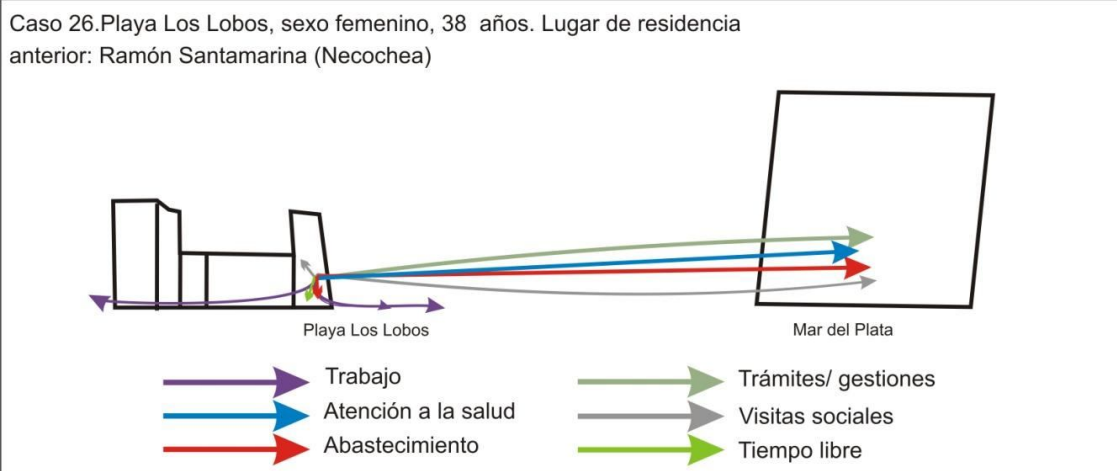 Caso 26.Playa Los Lobos, sexo femenino, 38 años. Lugar de residencia
anterior: Ramón Santamarina (Necochea)
Playa Los Lobos
Mar del Plata
Trabajo
Atención a la salud
Abastecimiento
Trámites/ gestiones
Visitas sociales
Tiempo libre